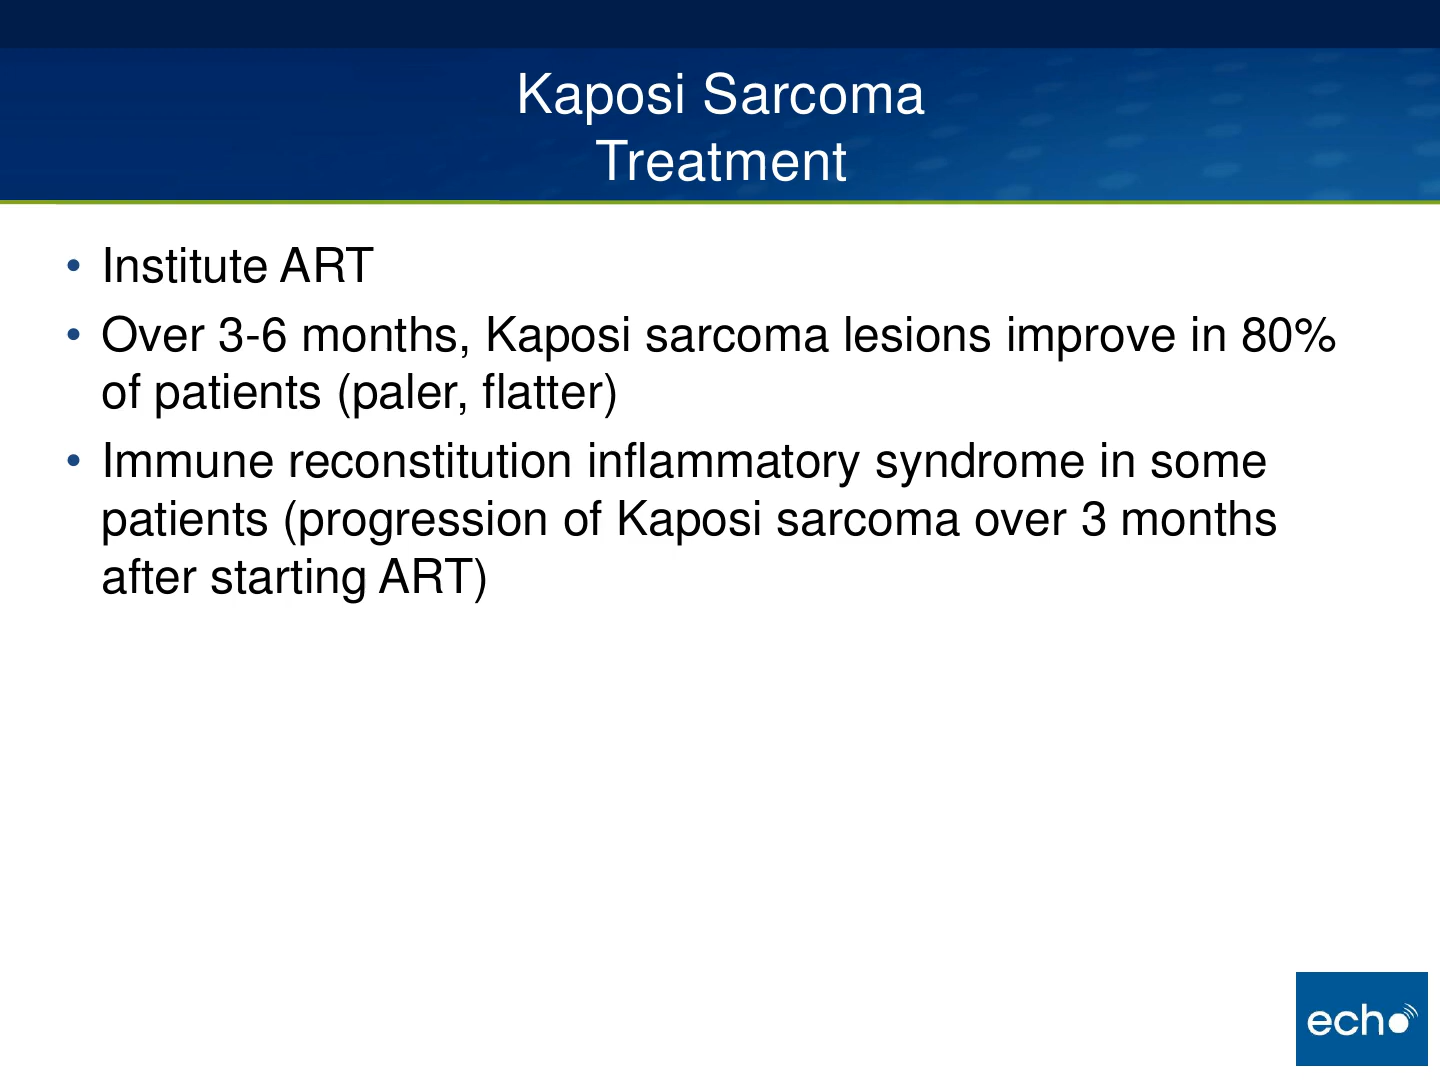 Kaposi Sarcoma
Treatment
• Institute ART
• Over 3-6 months, Kaposi sarcoma lesions improve in 80%
of patients (paler, flatter)
• Immune reconstitution inflammatory syndrome in some
patients (progression of Kaposi sarcoma over 3 months
after starting ART)
echo